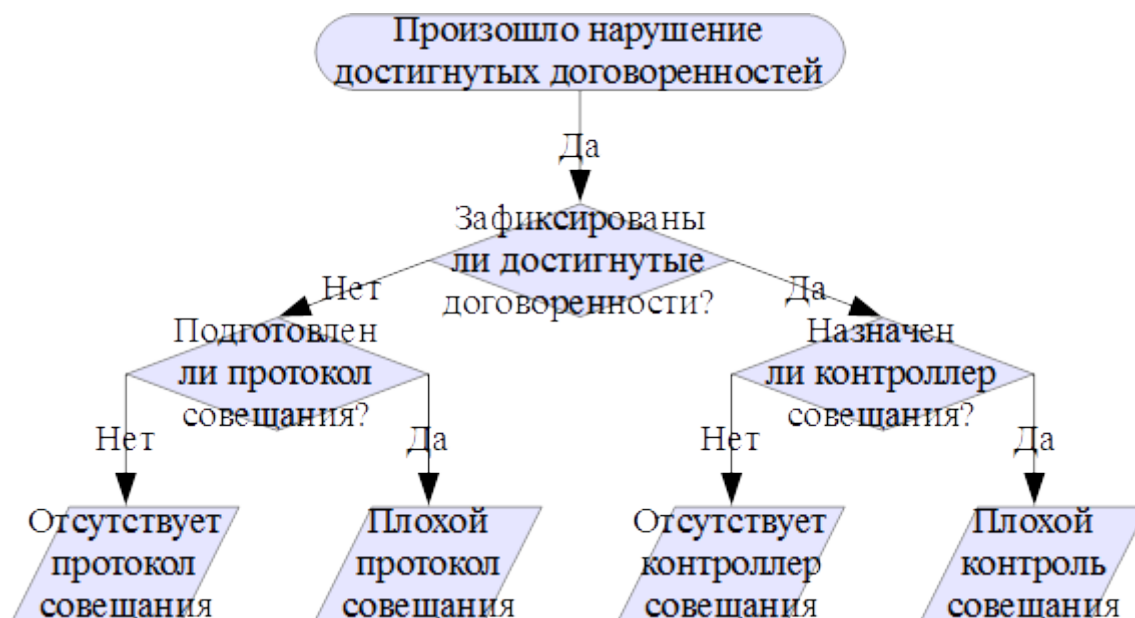 Произошло нарушение
достигнутых договоренностей
Да
Зафиксированы
ли достигнутые
договоренности?
Нет
Да
Подготовлен
ли протокол
совещания?
Назначен
ли контроллер
совещания?
Нет
Да
Нет
Да
Отсутствует
протокол
совещания
Плохой
протокол
совещания
Отсутствует
контроллер
совещания
Плохой
контроль
совещания